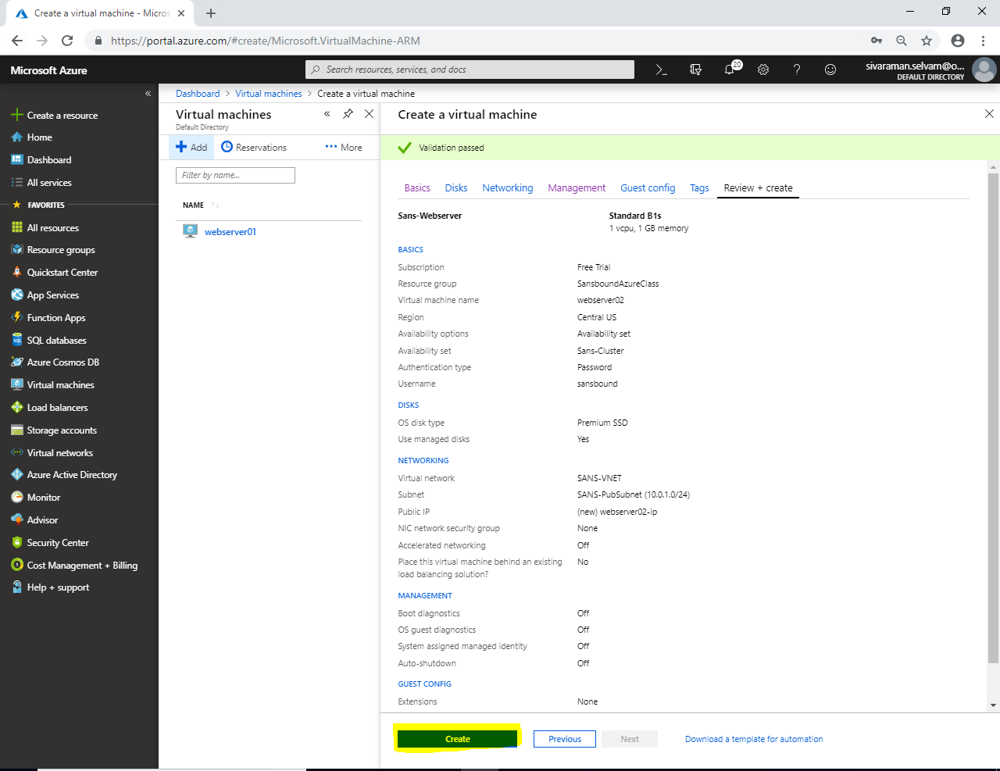 Create a virtual machine - Micros
https://portal.azure.com/#create/Microsoft.VirtualMachine-ARM
Microsoft Azure
Search resources, services, and docs
20
sivaraman.selvam@o...
DEFAULT DIRECTORY
Create a resource
Home
Dashboard
All services
FAVORITES
All resources
Resource groups
Quickstart Center
App Services
Function Apps
SQL databases
Azure Cosmos DB
Virtual machines
Load balancers
Storage accounts
Virtual networks
Azure Active Directory
Monitor
Advisor
Security Center
Cost Management + Billing
Help + support
Dashboard > Virtual machines > Create a virtual machine
Virtual machines
Default Directory
Add Reservations ••• More
Filter by name...
NAME
webserver01
Create a virtual machine
Validation passed
Basics Disks Networking Management Guest config Tags Review + create
Sans-Webserver Standard B1s
1 vcpu, 1 GB memory
BASICS
Subscription Free Trial
Resource group SansboundAzureClass
Virtual machine name webserver02
Region Central US
Availability options Availability set
Availability set Sans-Cluster
Authentication type Password
Username sansbound
DISKS
OS disk type Premium SSD
Use managed disks Yes
NETWORKING
Virtual network SANS-VNET
Subnet SANS-PubSubnet (10.0.1.0/24)
Public IP (new) webserver02-ip
NIC network security group None
Accelerated networking Off
Place this virtual machine behind an existing No
load balancing solution?
MANAGEMENT
Boot diagnostics Off
OS guest diagnostics Off
System assigned managed identity Off
Auto-shutdown Off
GUEST CONFIG
Extensions None
Create Previous Next Download a template for automation